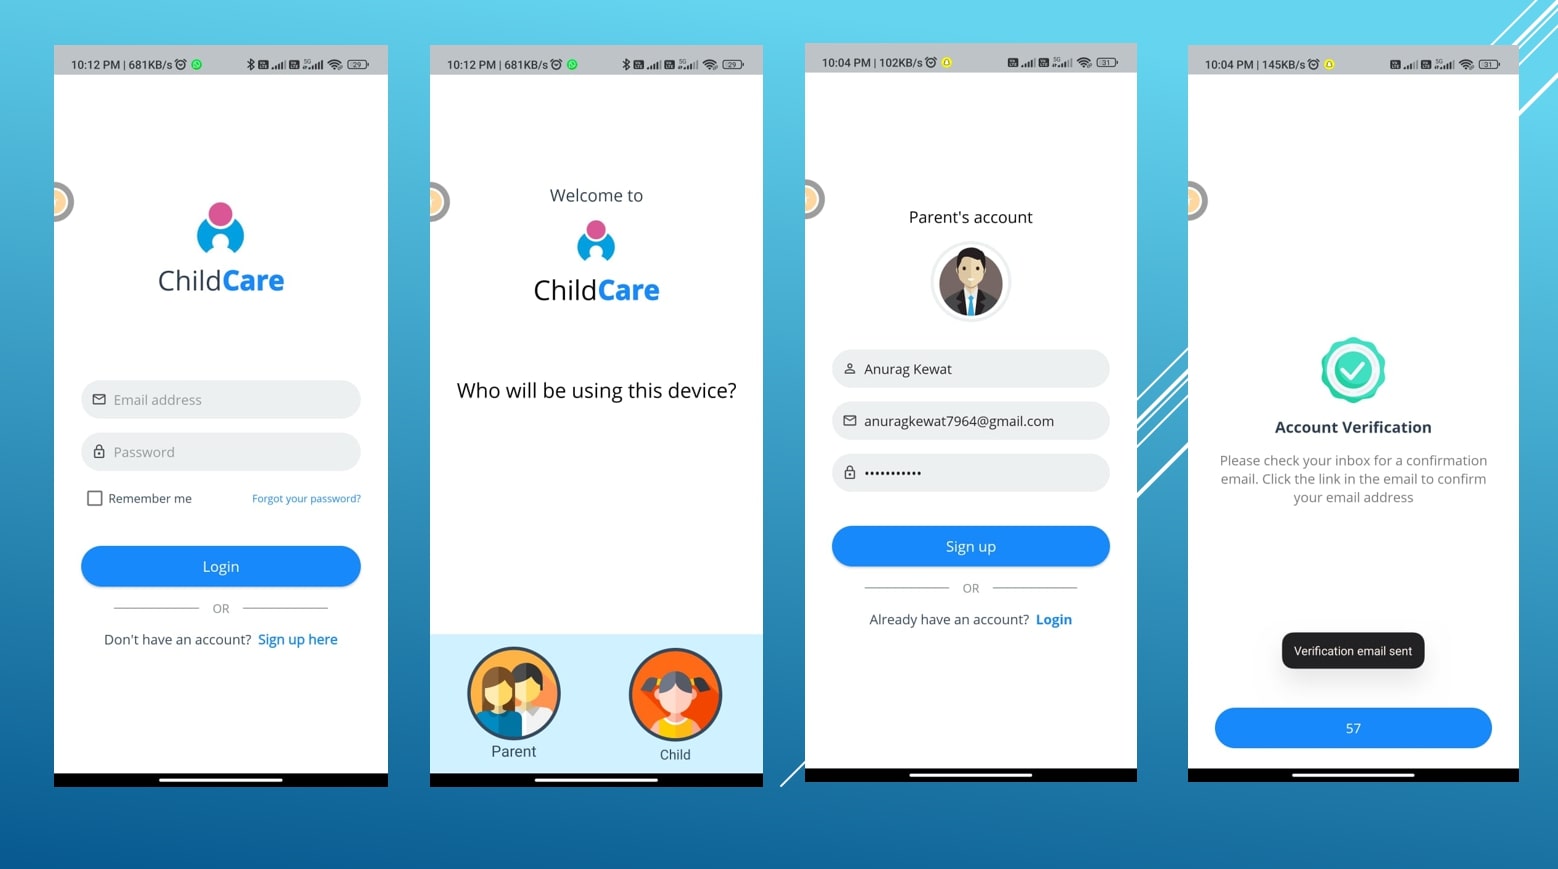 10:12 PM | 681KB/s
29
ChildCare
Email address
Password
Remember me
Forgot your password?
Login
OR
Don't have an account? Sign up here
10:12 PM | 681KB/s
29
Welcome to
ChildCare
Who will be using this device?
Parent
Child
10:04 PM | 102KB/s
31
Parent's account
Anurag Kewat
anuragkewat7964@gmail.com
•••••••••••
Sign up
OR
Already have an account? Login
10:04 PM | 145KB/s
31
Account Verification
Please check your inbox for a confirmation
email. Click the link in the email to confirm
your email address
Verification email sent
57